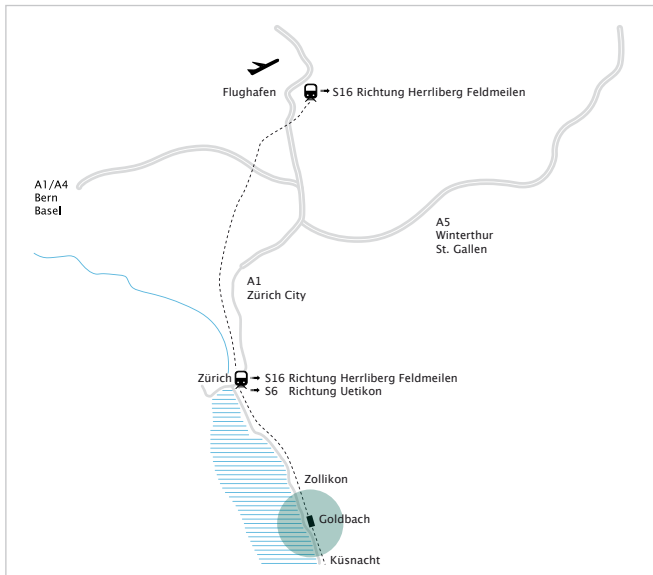 Flughafen
S16 Richtung Herrliberg Feldmeilen
A1/A4
Bern
Basel
A5
Winterthur
St. Gallen
A1
Zürich City
Zürich
S16 Richtung Herrliberg Feldmeilen
S6 Richtung Uetikon
Zollikon
Goldbach
Küsnacht